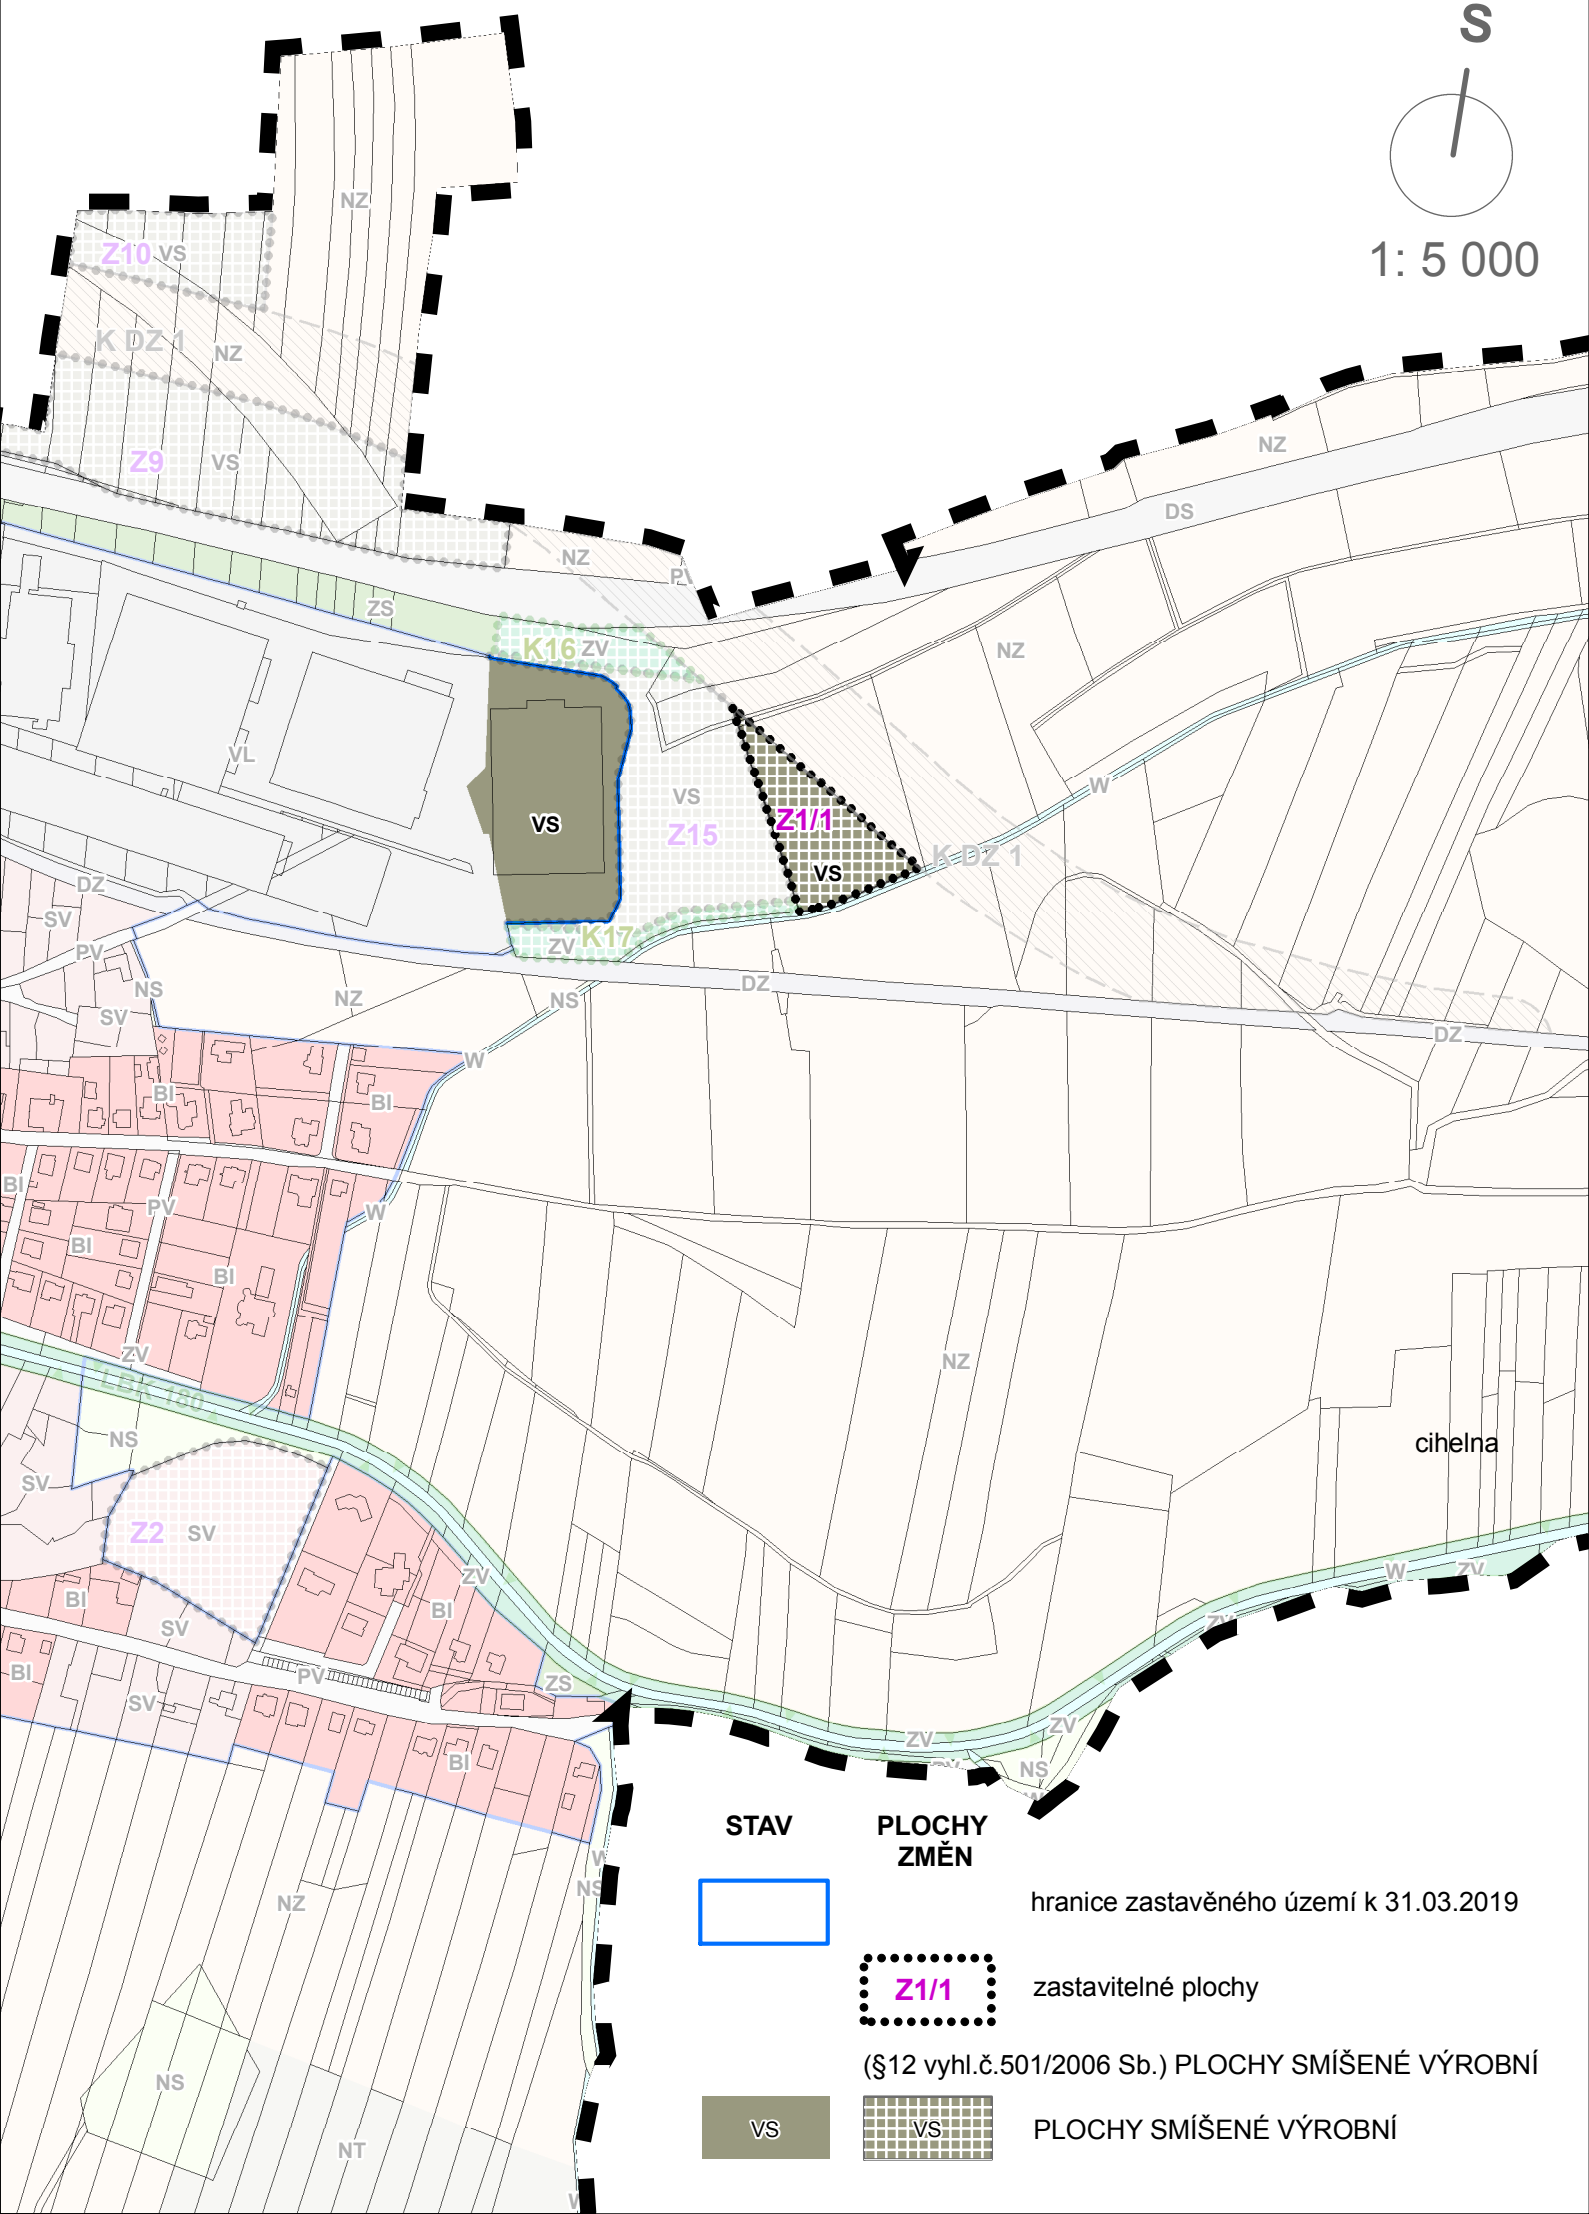 S
1: 5 000
NZ
Z10 VS
K DZ 1
NZ
Z9
VS
NZ
DS
NZ
ZS
K16 ZV
NZ
VL
W
VS
VS
Z15
Z1/1
VS
K DZ 1
DZ
SV
ZV
K17
PV
DZ
NS
NZ
NS
SV
DZ
W
BI
BI
BI
PV
W
BI
BI
ZV
NZ
LBK 180
NS
cihelna
SV
Z2 SV
W
ZV
ZV
BI
BI
SV
BI
PV
ZS
SV
ZV
ZV
BI
NS
STAV
PLOCHY
ZMĚN
NZ
NS
hranice zastavěného území k 31.03.2019
Z1/1
zastavitelné plochy
(§12 vyhl.č.501/2006 Sb.) PLOCHY SMÍŠENÉ VÝROBNÍ
NS
VS
VS
PLOCHY SMÍŠENÉ VÝROBNÍ
NT